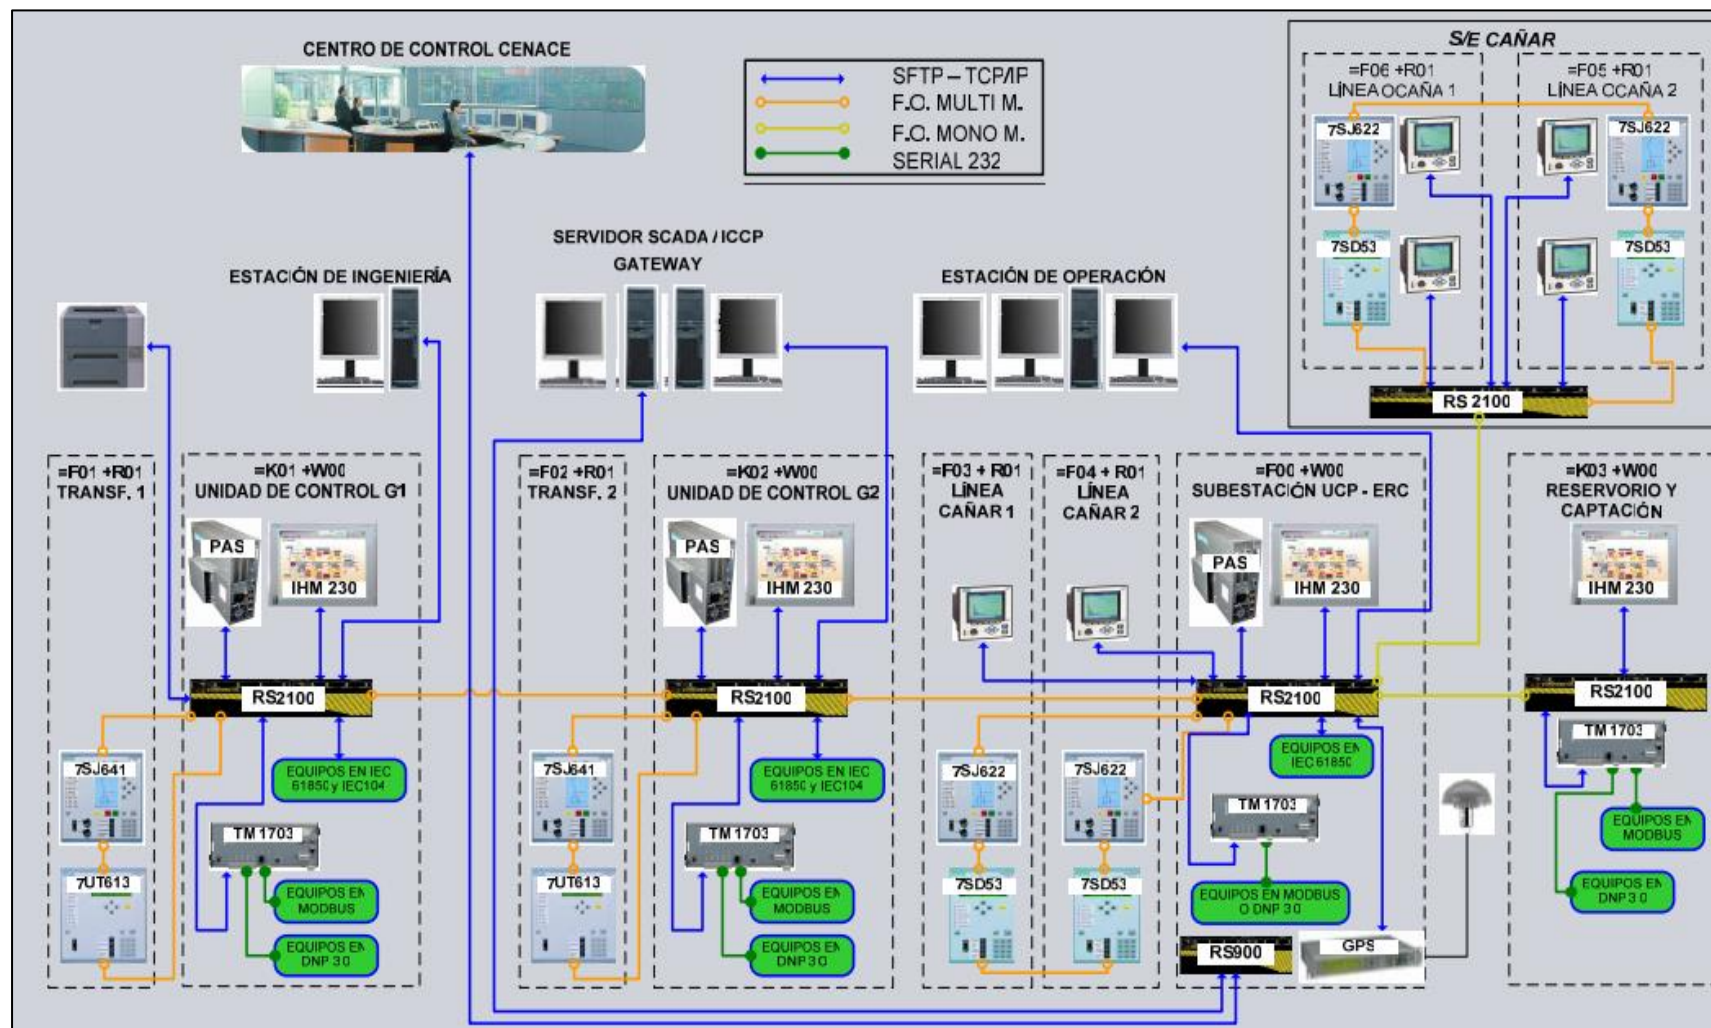 CENTRO DE CONTROL CENACE
SFTP – TCP/IP
F.O. MULTI M.
F.O. MONO M.
SERIAL 232
S/E CAÑAR
=F06 +R01
LÍNEA OCAÑA 1
7SJ622
7SD53
=F05 +R01
LÍNEA OCAÑA 2
7SJ622
7SD53
RS 2100
ESTACIÓN DE INGENIERÍA
SERVIDOR SCADA / ICCP
GATEWAY
ESTACIÓN DE OPERACIÓN
=F01 +R01
TRANSF. 1
7SJ641
7UT613
=K01 +W00
UNIDAD DE CONTROL G1
PAS
IHM 230
RS2100
EQUIPOS EN IEC
61850 y IEC104
TM 1703
EQUIPOS EN
MODBUS
EQUIPOS EN
DNP 3.0
=F02 +R01
TRANSF. 2
7SJ641
7UT613
=K02 +W00
UNIDAD DE CONTROL G2
PAS
IHM 230
RS2100
EQUIPOS EN IEC
61850 y IEC104
TM 1703
EQUIPOS EN
MODBUS
EQUIPOS EN
DNP 3.0
=F03 + R01
LÍNEA
CAÑAR 1
7SJ622
7SD53
=F04 + R01
LÍNEA
CAÑAR 2
7SJ622
7SD53
=F00 +W00
SUBESTACIÓN UCP - ERC
PAS
IHM 230
RS2100
EQUIPOS EN
IEC 61850
TM 1703
EQUIPOS EN MODBUS
O DNP 3.0
RS900
GPS
=K03 +W00
RESERVORIO Y
CAPTACIÓN
IHM 230
RS2100
TM 1703
EQUIPOS EN
MODBUS
EQUIPOS EN
DNP 3.0